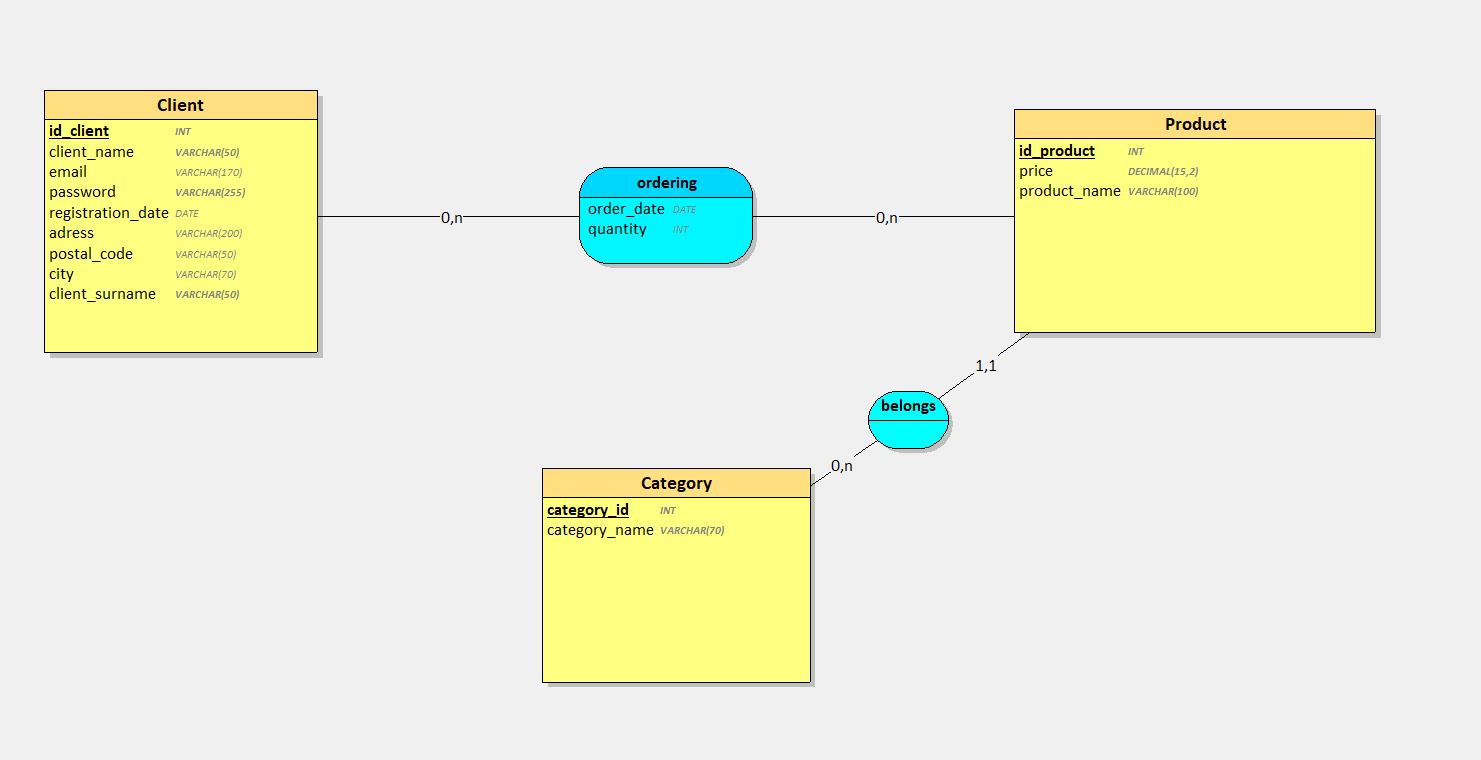 Client
id_client INT
client_name VARCHAR(50)
email VARCHAR(170)
password VARCHAR(255)
registration_date DATE
adress VARCHAR(200)
postal_code VARCHAR(50)
city VARCHAR(70)
client_surname VARCHAR(50)
0,n
ordering
order_date DATE
quantity INT
0,n
Product
id_product INT
price DECIMAL(15,2)
product_name VARCHAR(100)
1,1
belongs
0,n
Category
category_id INT
category_name VARCHAR(70)